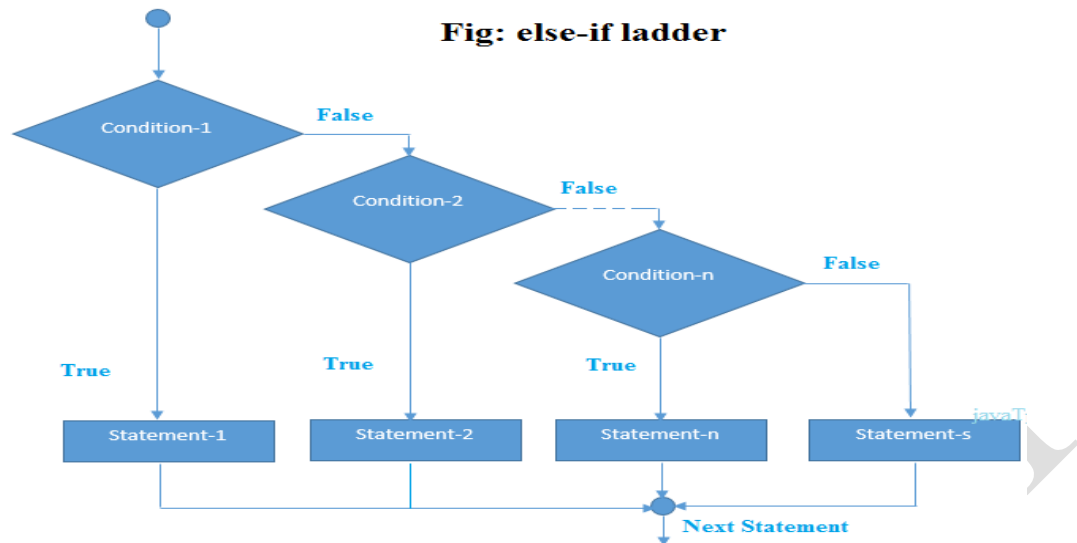 Fig: else-if ladder
Condition-1
False
Condition-2
False
Condition-n
False
True
True
True
Statement-1
Statement-2
Statement-n
Statement-s
Next Statement